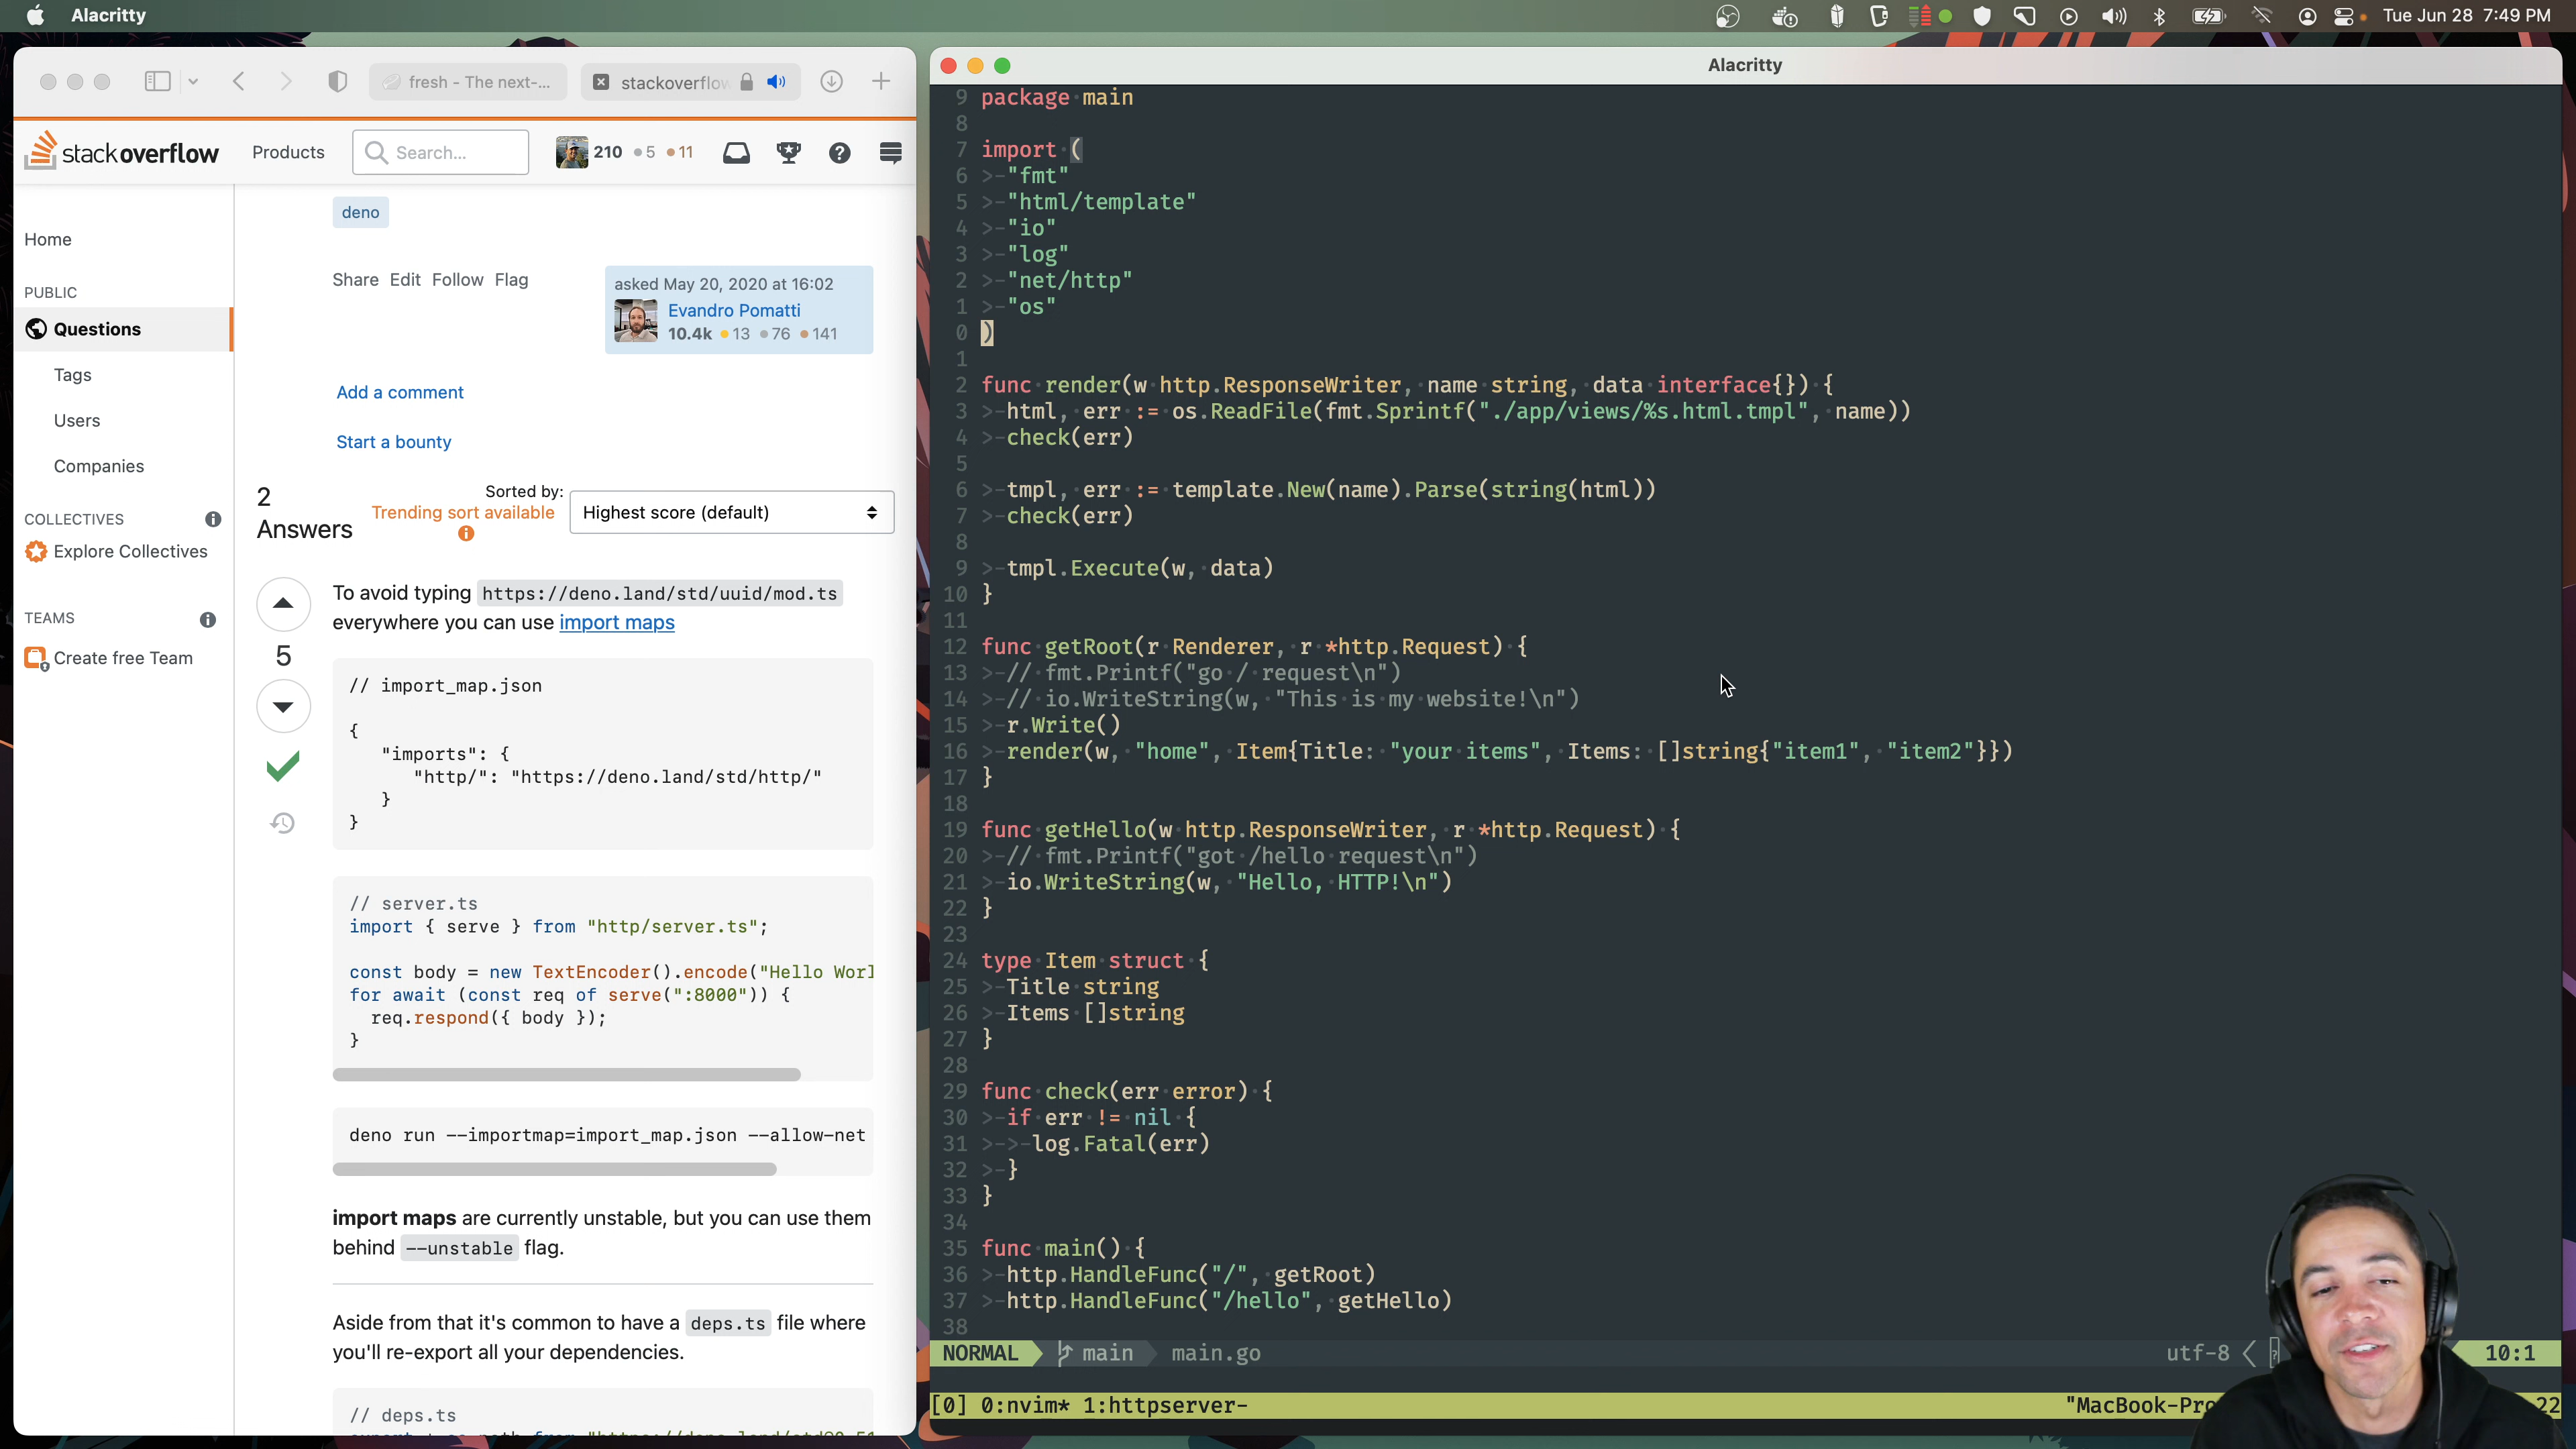 Alacritty
Tue Jun 28 7:49 PM
fresh - The next-...
stackoverflow
Alacritty
stackoverflow
Products
Search...
210 5 11
Home
PUBLIC
Questions
Tags
Users
Companies
COLLECTIVES
Explore Collectives
TEAMS
Create free Team
deno
Share Edit Follow Flag
asked May 20, 2020 at 16:02
Evandro Pomatti
10.4k 13 76 141
Add a comment
Start a bounty
2
Answers
Sorted by:
Trending sort available
Highest score (default)
5
To avoid typing https://deno.land/std/uuid/mod.ts
everywhere you can use import maps
// import_map.json
{
"imports": {
"http/": "https://deno.land/std/http/"
}
}
// server.ts
import { serve } from "http/server.ts";
const body = new TextEncoder().encode("Hello Worl
for await (const req of serve(":8000")) {
req.respond({ body });
}
deno run --importmap=import_map.json --allow-net
import maps are currently unstable, but you can use them
behind --unstable flag.
Aside from that it's common to have a deps.ts file where
you'll re-export all your dependencies.
// deps.ts
9 package main
8
7 import (
6 >-"fmt"
5 >-"html/template"
4 >-"io"
3 >-"log"
2 >-"net/http"
1 >-"os"
0 )
1
2 func render(w http.ResponseWriter, name string, data interface{}) {
3 >-html, err := os.ReadFile(fmt.Sprintf("./app/views/%s.html.tmpl", name))
4 >-check(err)
5
6 >-tmpl, err := template.New(name).Parse(string(html))
7 >-check(err)
8
9 >-tmpl.Execute(w, data)
10 }
11
12 func getRoot(r Renderer, r *http.Request) {
13 >-// fmt.Printf("go / request\n")
14 >-// io.WriteString(w, "This is my website!\n")
15 >-r.Write()
16 >-render(w, "home", Item{Title: "your items", Items: []string{"item1", "item2"}})
17 }
18
19 func getHello(w http.ResponseWriter, r *http.Request) {
20 >-// fmt.Printf("got /hello request\n")
21 >-io.WriteString(w, "Hello, HTTP!\n")
22 }
23
24 type Item struct {
25 >-Title string
26 >-Items []string
27 }
28
29 func check(err error) {
30 >-if err != nil {
31 >->-log.Fatal(err)
32 >-}
33 }
34
35 func main() {
36 >-http.HandleFunc("/", getRoot)
37 >-http.HandleFunc("/hello", getHello)
38
NORMAL main main.go utf-8 10:1
[0] 0:nvim* 1:httpserver- "MacBook-Pro 22